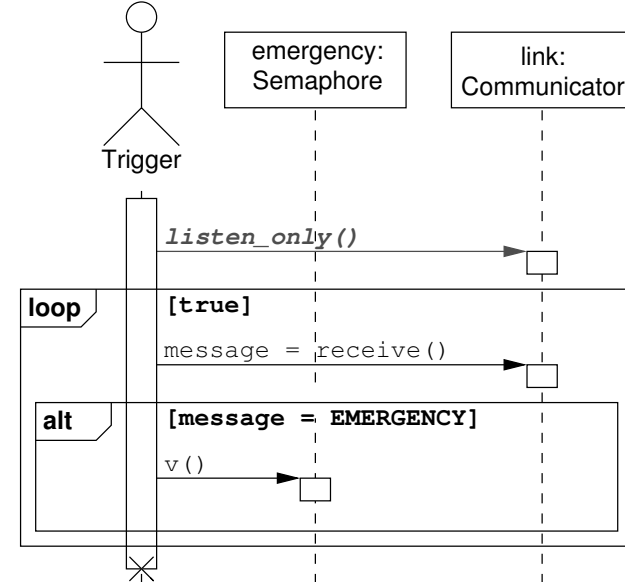 emergency:
Semaphore
link:
Communicator
Trigger
listen_only()
loop
[true]
message = receive()
alt
[message = EMERGENCY]
v()